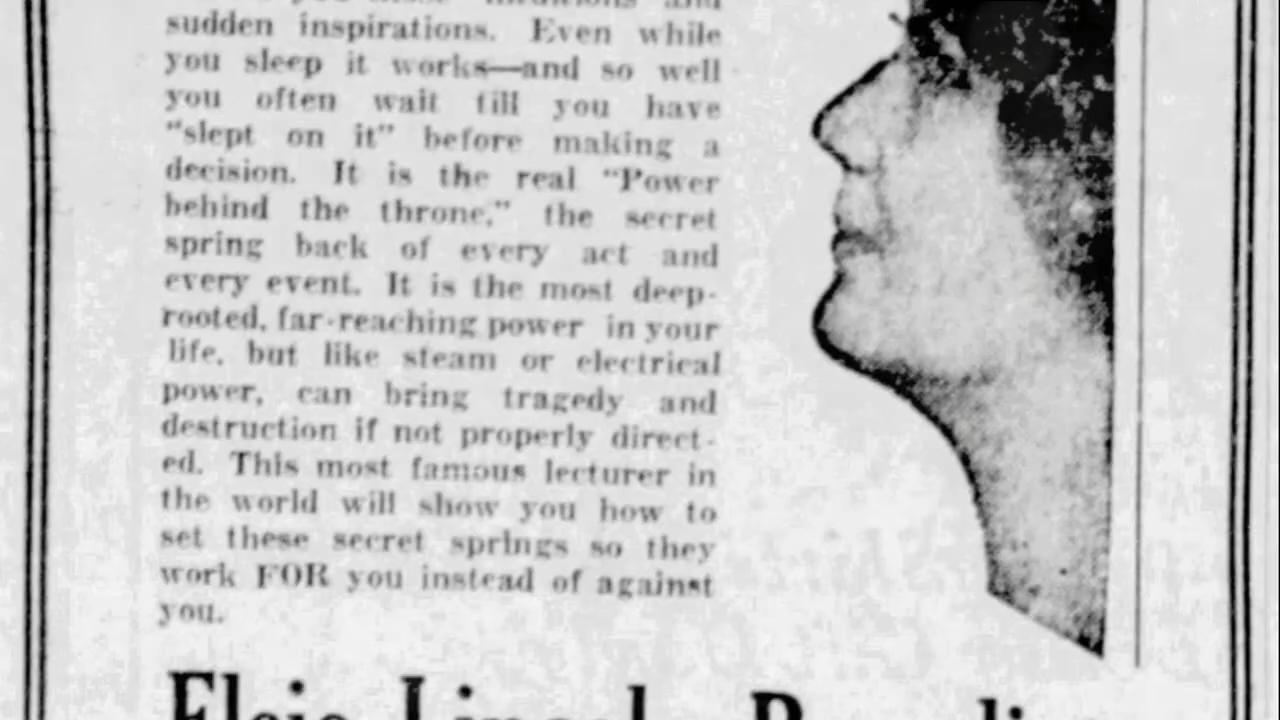 sudden inspirations. Even while
you sleep it works—and so well
you often wait till you have
"slept on it" before making a
decision. It is the real "Power
behind the throne," the secret
spring back of every act and
every event. It is the most deep-
rooted, far-reaching power in your
life, but like steam or electrical
power, can bring tragedy and
destruction if not properly direct-
ed. This most famous lecturer in
the world will show you how to
set these secret springs so they
work FOR you instead of against
you.
Elsie Lincoln